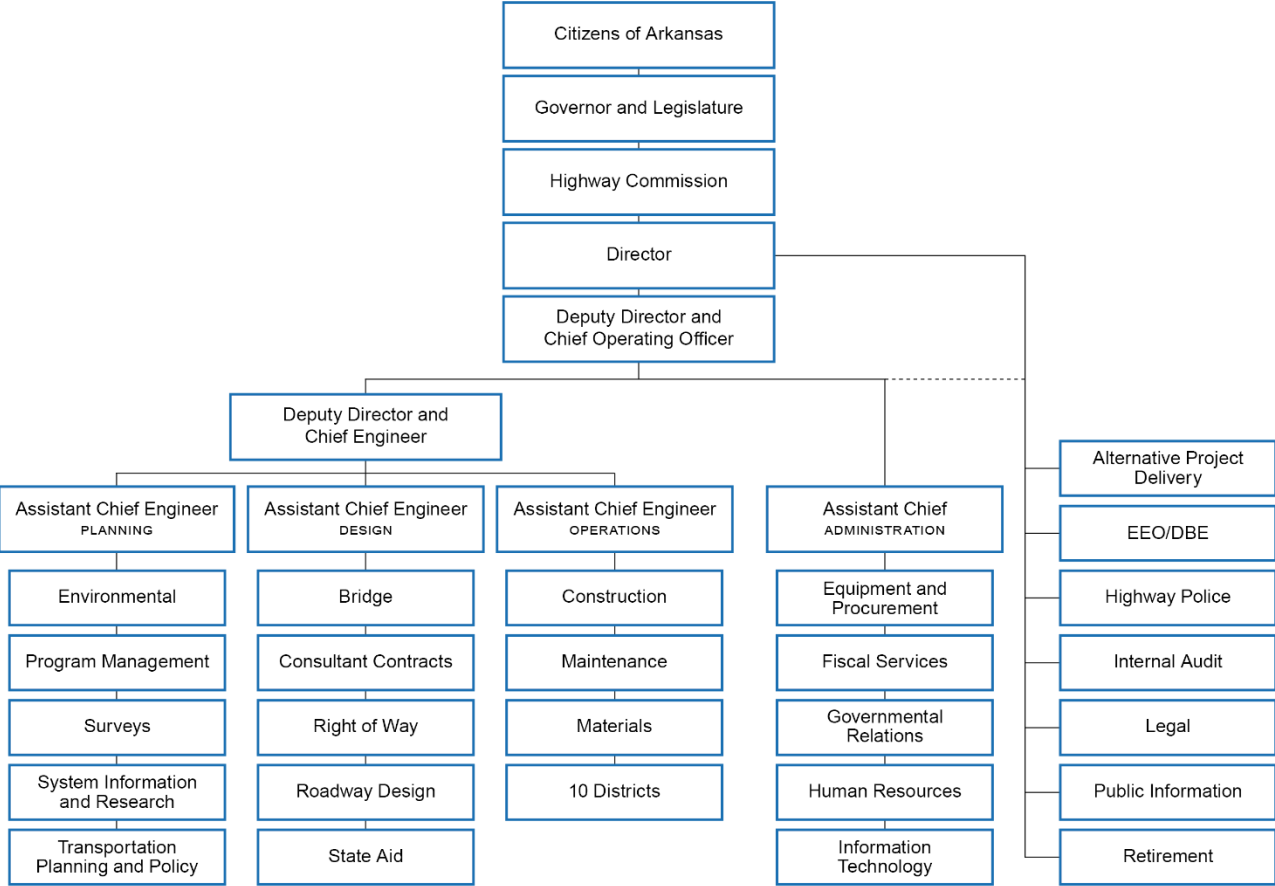 Citizens of Arkansas
Governor and Legislature
Highway Commission
Director
Deputy Director and
Chief Operating Officer
Deputy Director and
Chief Engineer
Assistant Chief Engineer
PLANNING
Environmental
Program Management
Surveys
System Information
and Research
Transportation
Planning and Policy
Assistant Chief Engineer
DESIGN
Bridge
Consultant Contracts
Right of Way
Roadway Design
State Aid
Assistant Chief Engineer
OPERATIONS
Construction
Maintenance
Materials
10 Districts
Assistant Chief
ADMINISTRATION
Equipment and
Procurement
Fiscal Services
Governmental
Relations
Human Resources
Information
Technology
Alternative Project
Delivery
EEO/DBE
Highway Police
Internal Audit
Legal
Public Information
Retirement